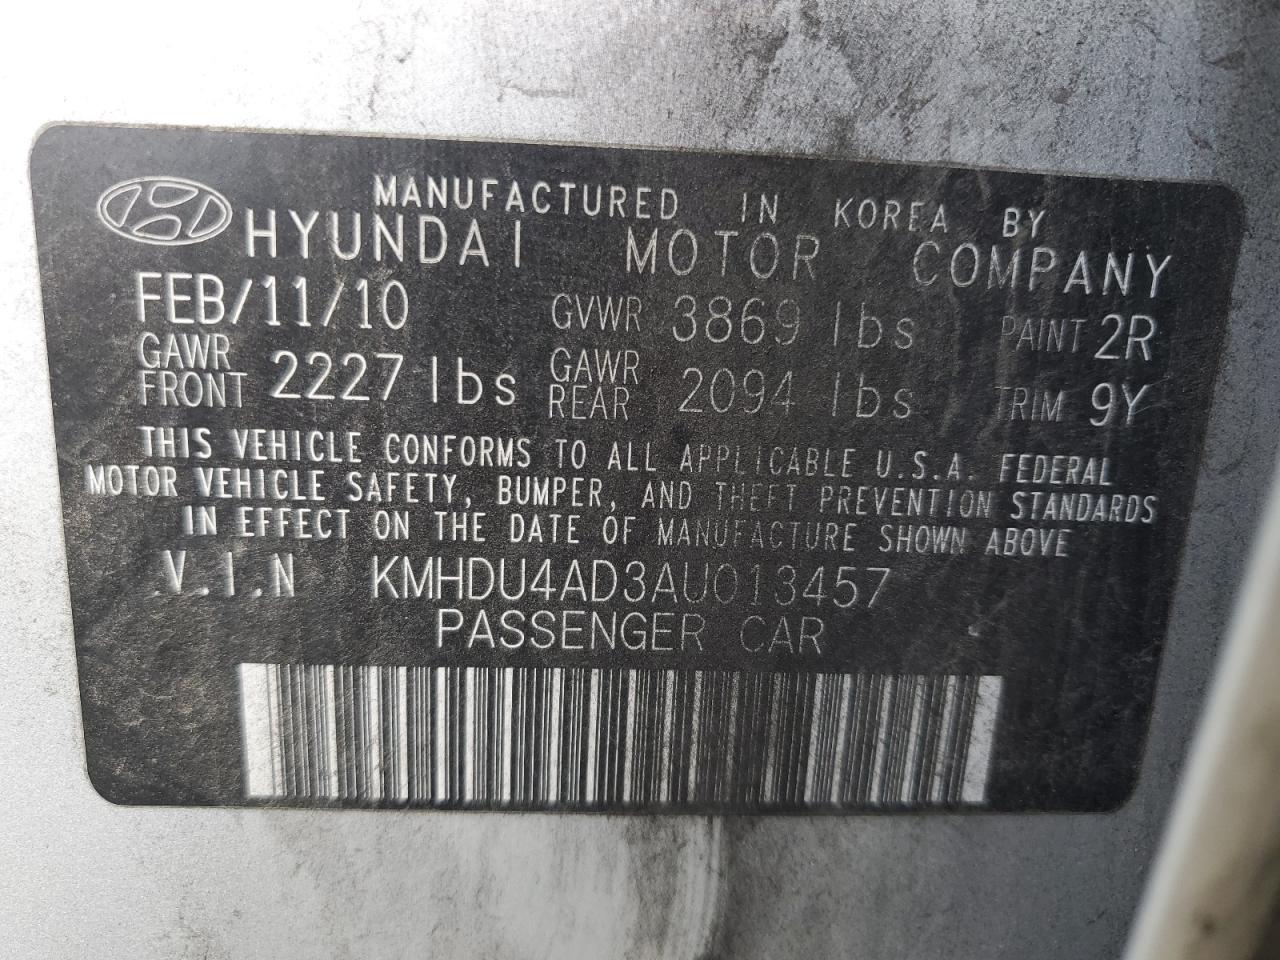 MANUFACTURED IN KOREA BY
HYUNDAI MOTOR COMPANY
FEB/11/10 GVWR 3869 lbs PAINT 2R
GAWR FRONT 2227 lbs GAWR REAR 2094 lbs TRIM 9Y
THIS VEHICLE CONFORMS TO ALL APPLICABLE U.S.A. FEDERAL
MOTOR VEHICLE SAFETY, BUMPER, AND THEFT PREVENTION STANDARDS
IN EFFECT ON THE DATE OF MANUFACTURE SHOWN ABOVE
V.I.N KMHDU4AD3AU013457
PASSENGER CAR